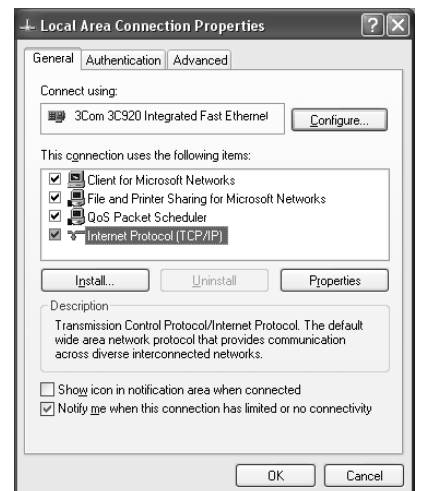 Local Area Connection Properties
General Authentication Advanced
Connect using:
3Com 3C920 Integrated Fast Ethernet
Configure...
This connection uses the following items:
Client for Microsoft Networks
File and Printer Sharing for Microsoft Networks
QoS Packet Scheduler
Internet Protocol (TCP/IP)
Install... Uninstall Properties
Description
Transmission Control Protocol/Internet Protocol. The default
wide area network protocol that provides communication
across diverse interconnected networks.
Show icon in notification area when connected
Notify me when this connection has limited or no connectivity
OK Cancel